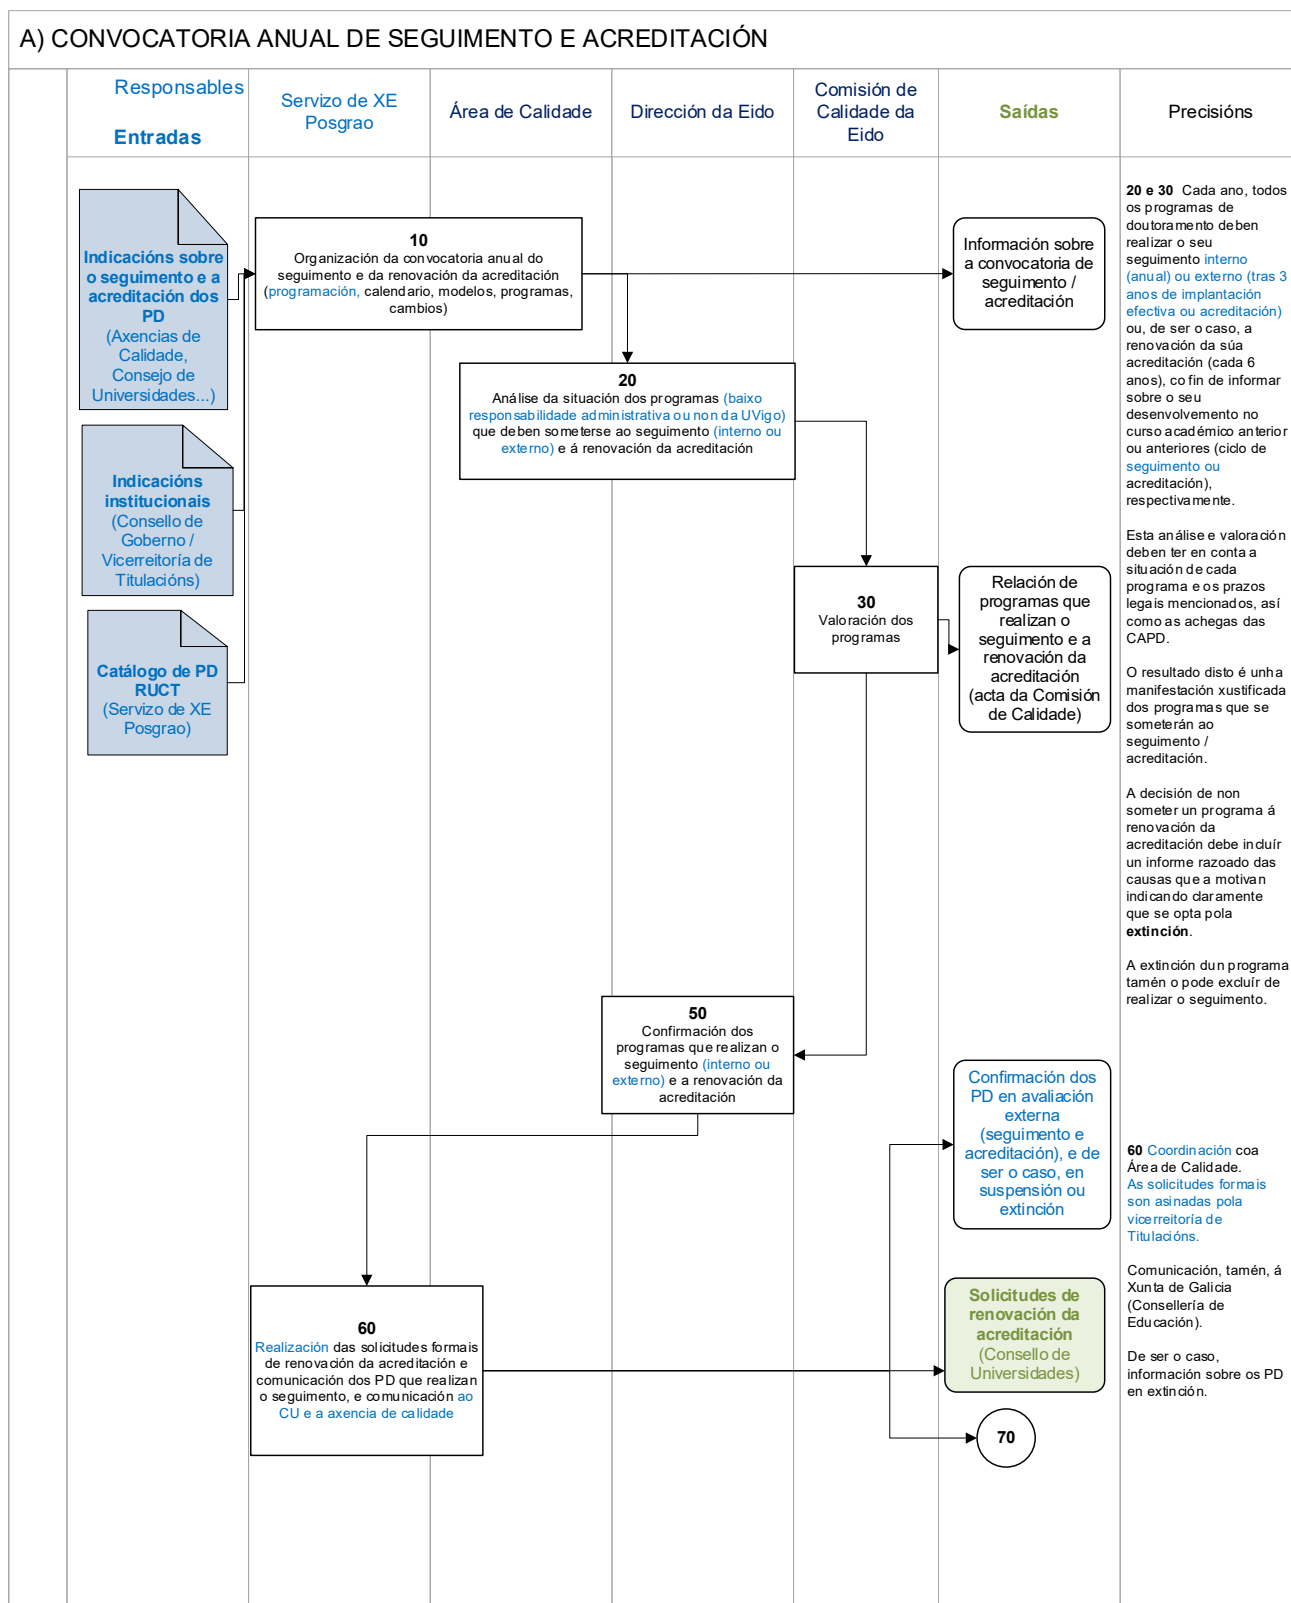 A) CONVOCATORIA ANUAL DE SEGUIMENTO E ACREDITACIÓN
Responsables
Entradas
Servizo de XE
Posgrao
Área de Calidade
Dirección da Eido
Comisión de
Calidade da
Eido
Saídas
Precisións
Indicacións sobre
o seguimento e a
acreditación dos
PD
(Axencias de
Calidade,
Consejo de
Universidades...)
Indicacións
institucionais
(Consello de
Goberno /
Vicerreitoría de
Titulacións)
Catálogo de PD
RUCT
(Servizo de XE
Posgrao)
10
Organización da convocatoria anual do
seguimento e da renovación da acreditación
(programación, calendario, modelos, programas,
cambios)
20
Análise da situación dos programas (baixo
responsabilidade administrativa ou non da UVigo)
que deben someterse ao seguimento (interno ou
externo) e á renovación da acreditación
30
Valoración dos
programas
50
Confirmación dos
programas que realizan o
seguimento (interno ou
externo) e a renovación da
acreditación
60
Realización das solicitudes formais
de renovación da acreditación e
comunicación dos PD que realizan
o seguimento, e comunicación ao
CU e a axencia de calidade
Información sobre
a convocatoria de
seguimento /
acreditación
Relación de
programas que
realizan o
seguimento e a
renovación da
acreditación
(acta da Comisión
de Calidade)
Confirmación dos
PD en avaliación
externa
(seguimento e
acreditación), e de
ser o caso, en
suspensión ou
extinción
Solicitudes de
renovación da
acreditación
(Consello de
Universidades)
70
20 e 30 Cada ano, todos
os programas de
doutoramento deben
realizar o seu
seguimento interno
(anual) ou externo (tras 3
anos de implantación
efectiva ou acreditación)
ou, de ser o caso, a
renovación da súa
acreditación (cada 6
anos), co fin de informar
sobre o seu
desenvolvemento no
curso académico anterior
ou anteriores (ciclo de
seguimento ou
acreditación),
respectivamente.
Esta análise e valoración
deben ter en conta a
situación de cada
programa e os prazos
legais mencionados, así
como as achegas das
CAPD.
O resultado disto é unha
manifestación xustificada
dos programas que se
someterán ao
seguimento /
acreditación.
A decisión de non
someter un programa á
renovación da
acreditación debe incluír
un informe razoado das
causas que a motivan
indicando claramente
que se opta pola
extinción.
A extinción dun programa
tamén o pode excluír de
realizar o seguimento.
60 Coordinación coa
Área de Calidade.
As solicitudes formais
son asinadas pola
vicerreitoría de
Titulacións.
Comunicación, tamén, á
Xunta de Galicia
(Consellería de
Educación).
De ser o caso,
información sobre os PD
en extinción.